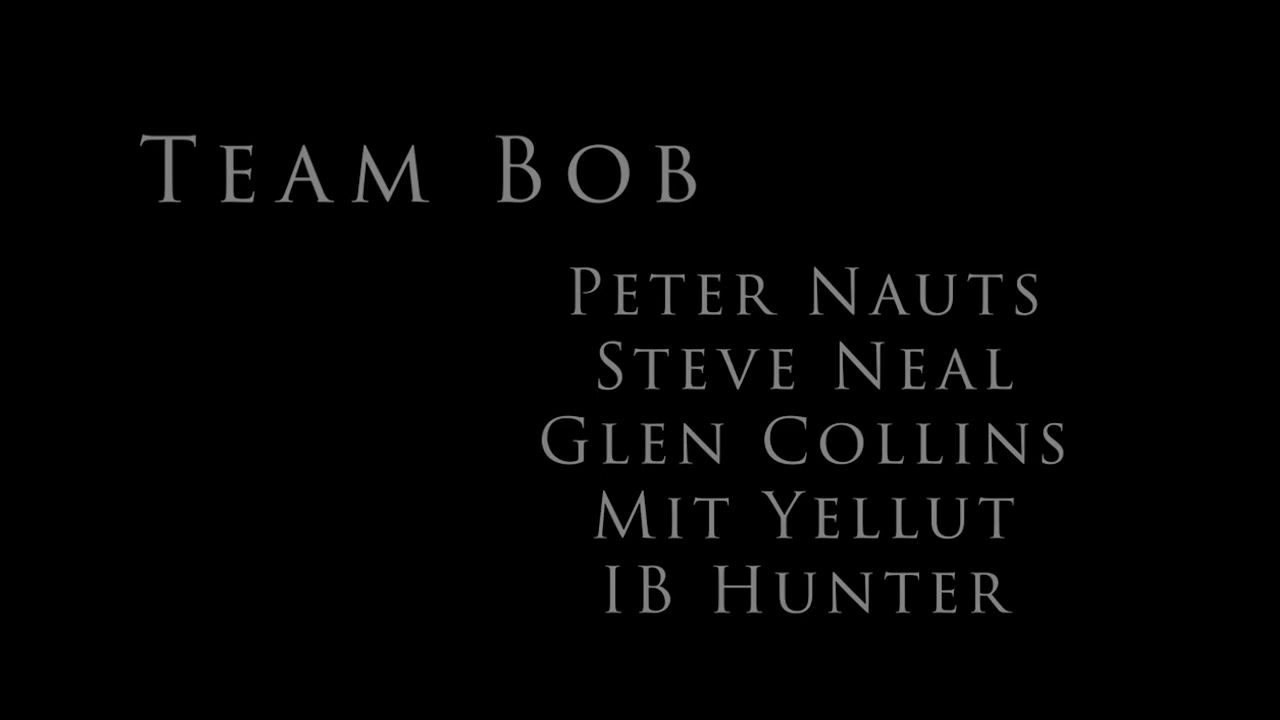 Team Bob
Peter Nauts
Steve Neal
Glen Collins
Mit Yellut
IB Hunter